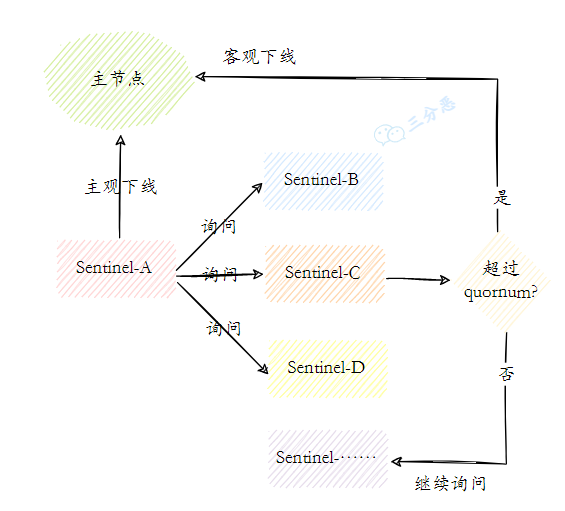 客观下线
主节点
三分恶
主观下线
Sentinel-B
是
询问
Sentinel-A
询问
Sentinel-C
超过
quornum?
询问
Sentinel-D
否
Sentinel-······
继续询问